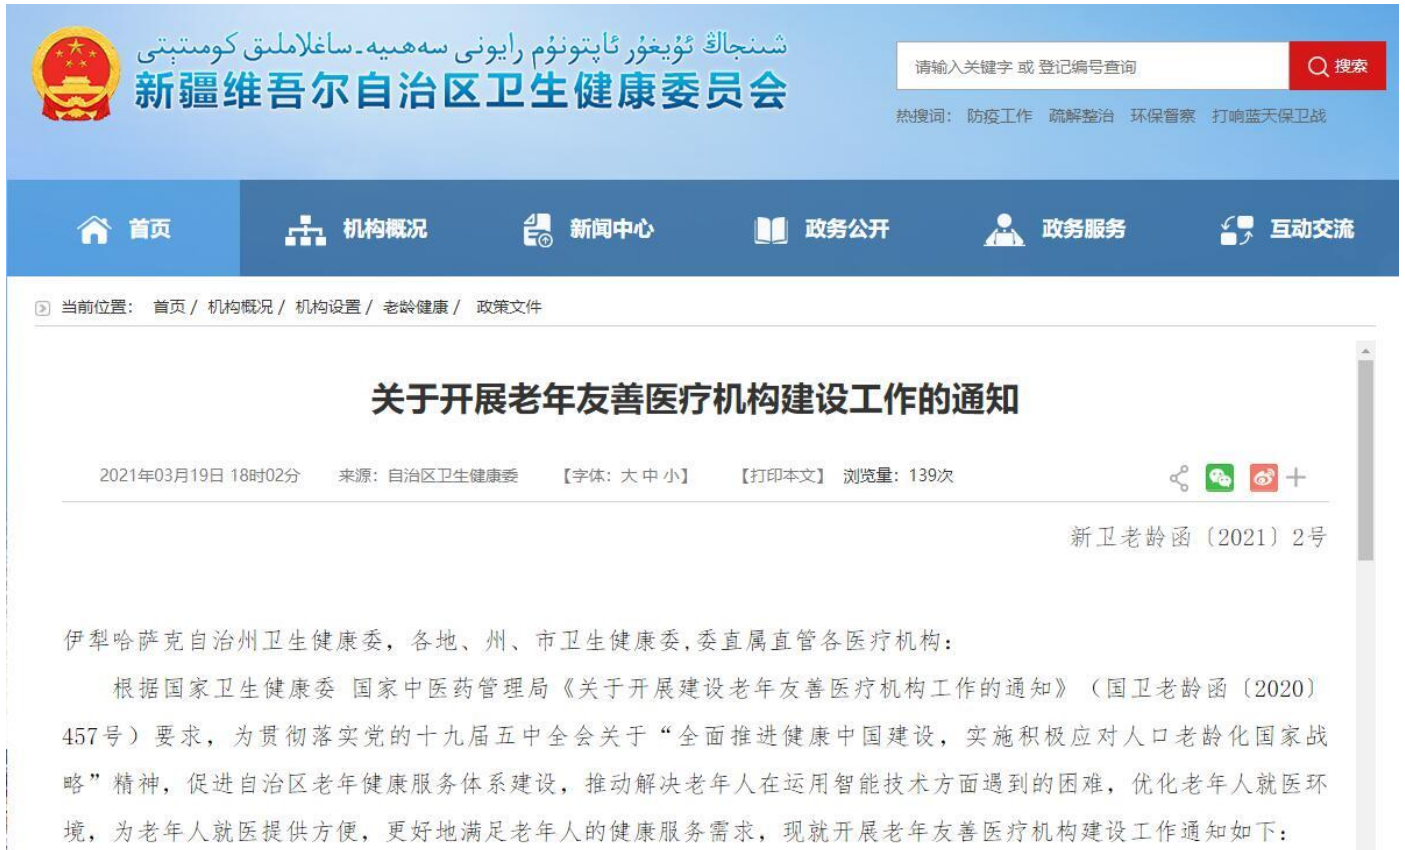 شىنجاڭ ئۇيغۇر ئاپتونوم رايونى سەھىيە-ساغلاملىق كومىتېتى
新疆维吾尔自治区卫生健康委员会
请输入关键字 或 登记编号查询
搜索
热搜词： 防疫工作 疏解整治 环保督察 打响蓝天保卫战
首页 机构概况 新闻中心 政务公开 政务服务 互动交流
当前位置： 首页 / 机构概况 / 机构设置 / 老龄健康 / 政策文件
关于开展老年友善医疗机构建设工作的通知
2021年03月19日 18时02分 来源：自治区卫生健康委 【字体：大 中 小】 【打印本文】 浏览量：139次
新卫老龄函〔2021〕2号
伊犁哈萨克自治州卫生健康委，各地、州、市卫生健康委,委直属直管各医疗机构：
根据国家卫生健康委 国家中医药管理局《关于开展建设老年友善医疗机构工作的通知》（国卫老龄函〔2020〕
457号）要求，为贯彻落实党的十九届五中全会关于“全面推进健康中国建设，实施积极应对人口老龄化国家战
略”精神，促进自治区老年健康服务体系建设，推动解决老年人在运用智能技术方面遇到的困难，优化老年人就医环
境，为老年人就医提供方便，更好地满足老年人的健康服务需求，现就开展老年友善医疗机构建设工作通知如下：